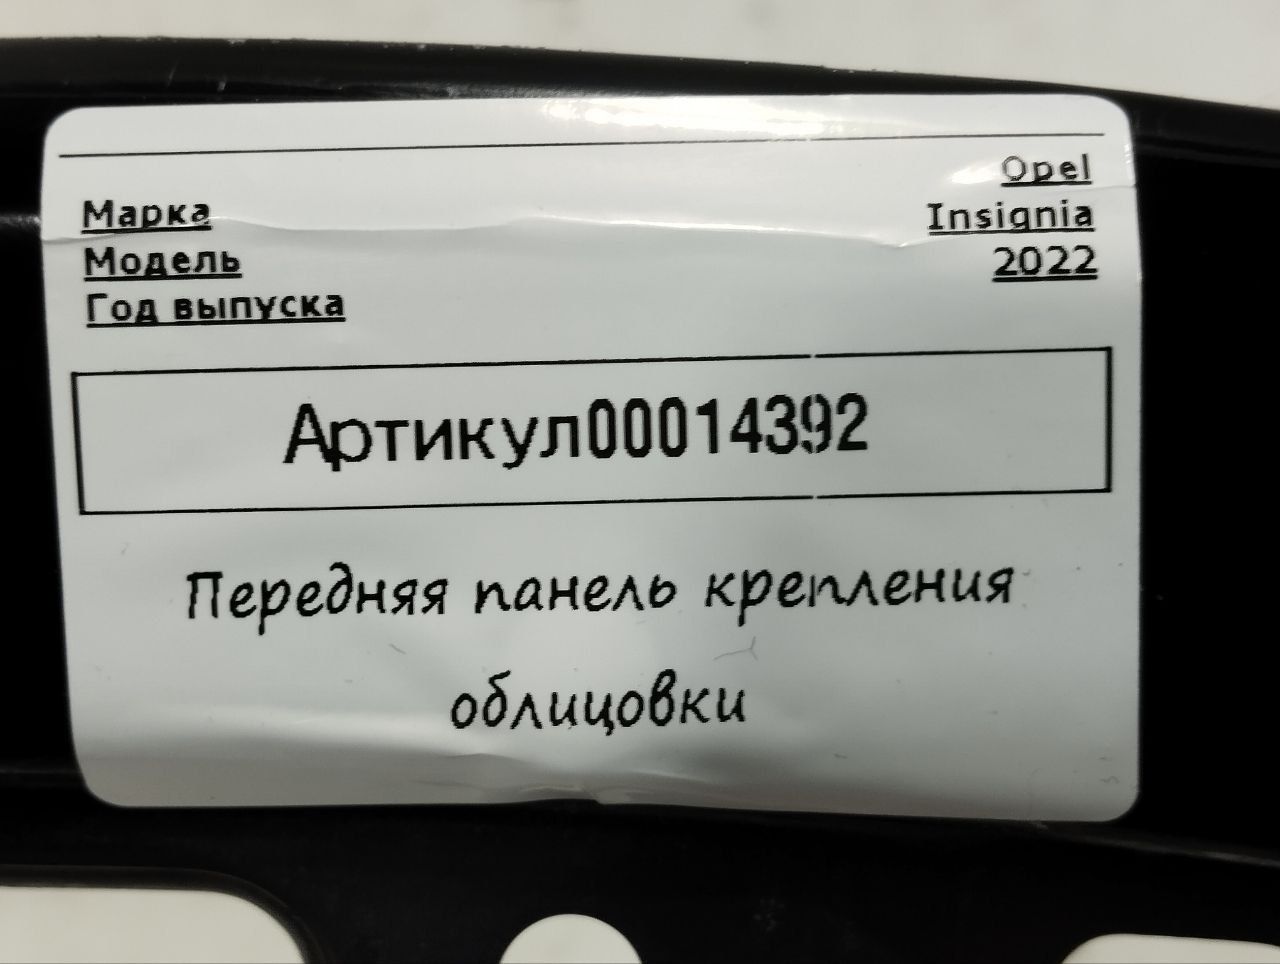 Марка Opel
Модель Insignia
Год выпуска 2022
Артикул00014392
Передняя панель крепления
облицовки